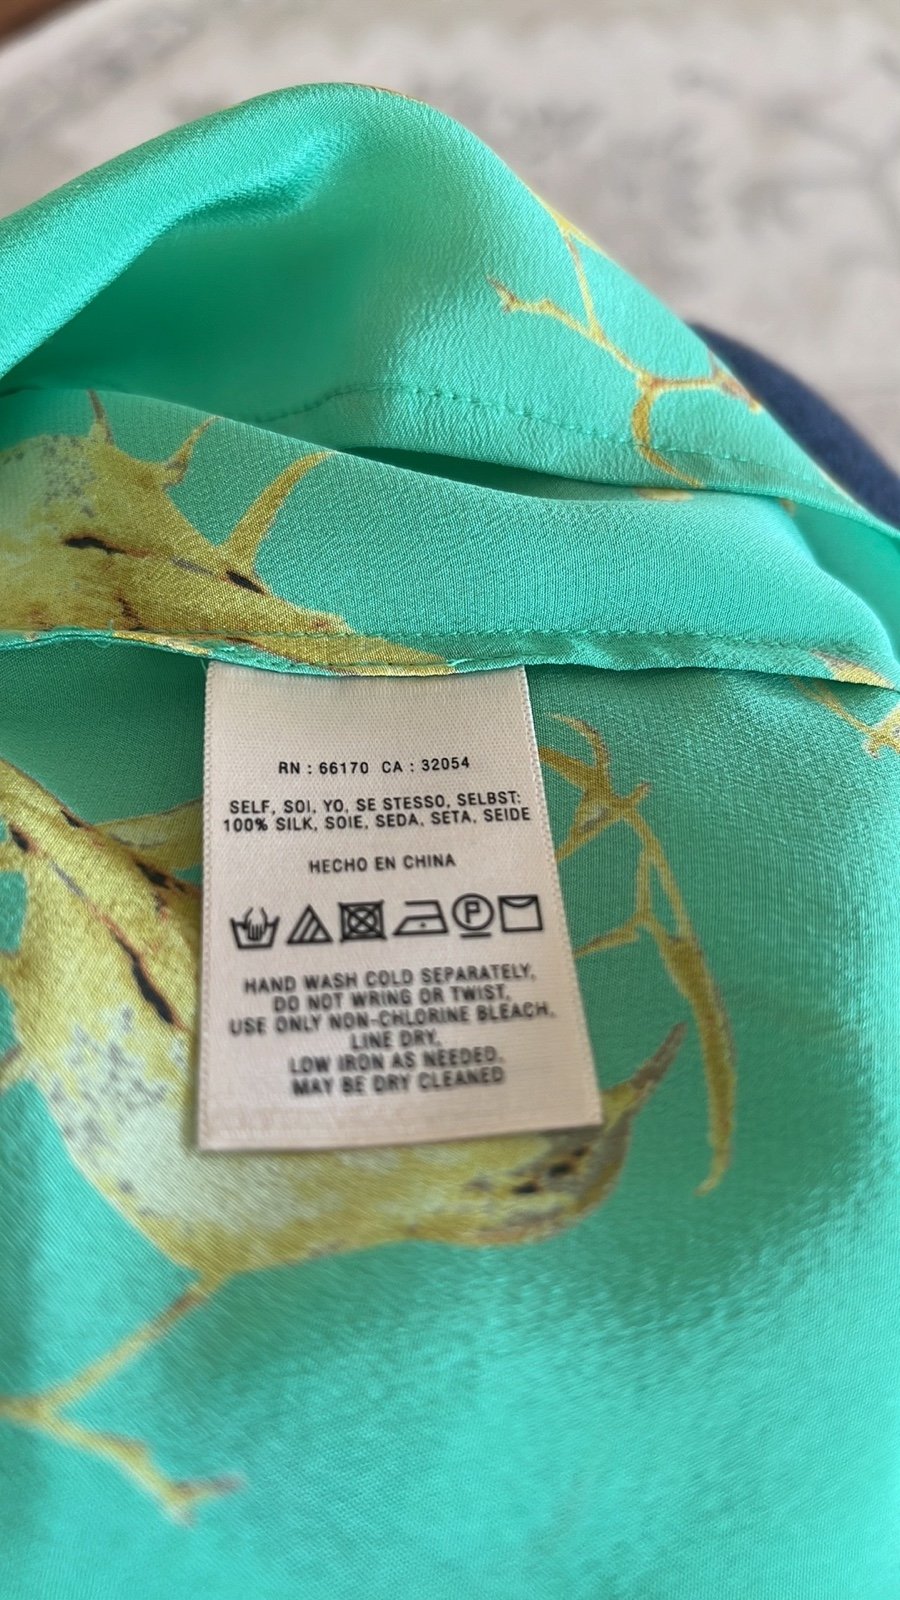 RN : 66170 CA : 32054
SELF, SOI, YO, SE STESSO, SELBST:
100% SILK, SOIE, SEDA, SETA, SEIDE
HECHO EN CHINA
P
HAND WASH COLD SEPARATELY,
DO NOT WRING OR TWIST,
USE ONLY NON-CHLORINE BLEACH,
LINE DRY,
LOW IRON AS NEEDED,
MAY BE DRY CLEANED